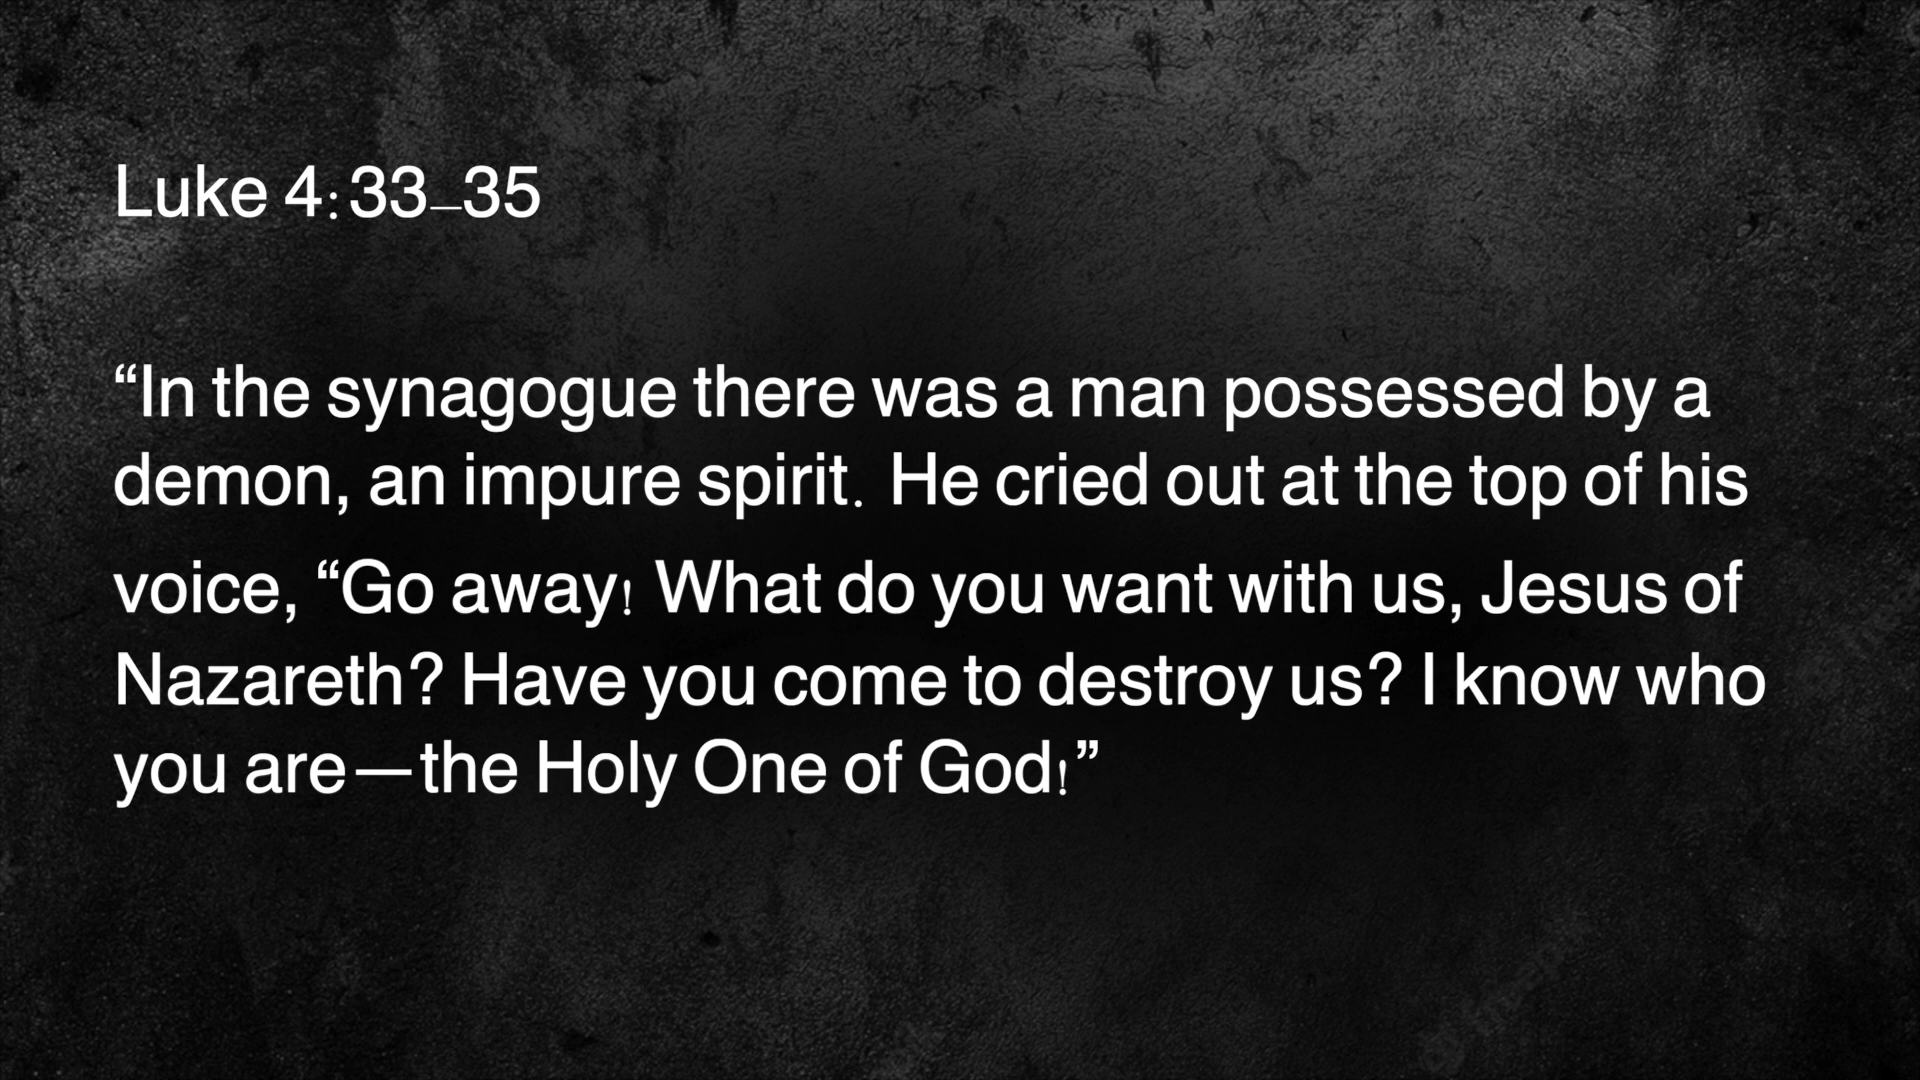 Luke 4:33–35
“In the synagogue there was a man possessed by a
demon, an impure spirit. He cried out at the top of his
voice, “Go away! What do you want with us, Jesus of
Nazareth? Have you come to destroy us? I know who
you are—the Holy One of God!”